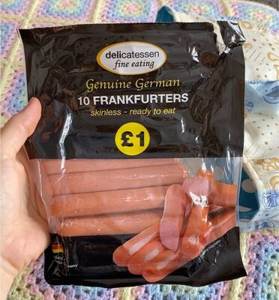 delicatessen
fine eating
Genuine German
10 FRANKFURTERS
skinless - ready to eat
£1